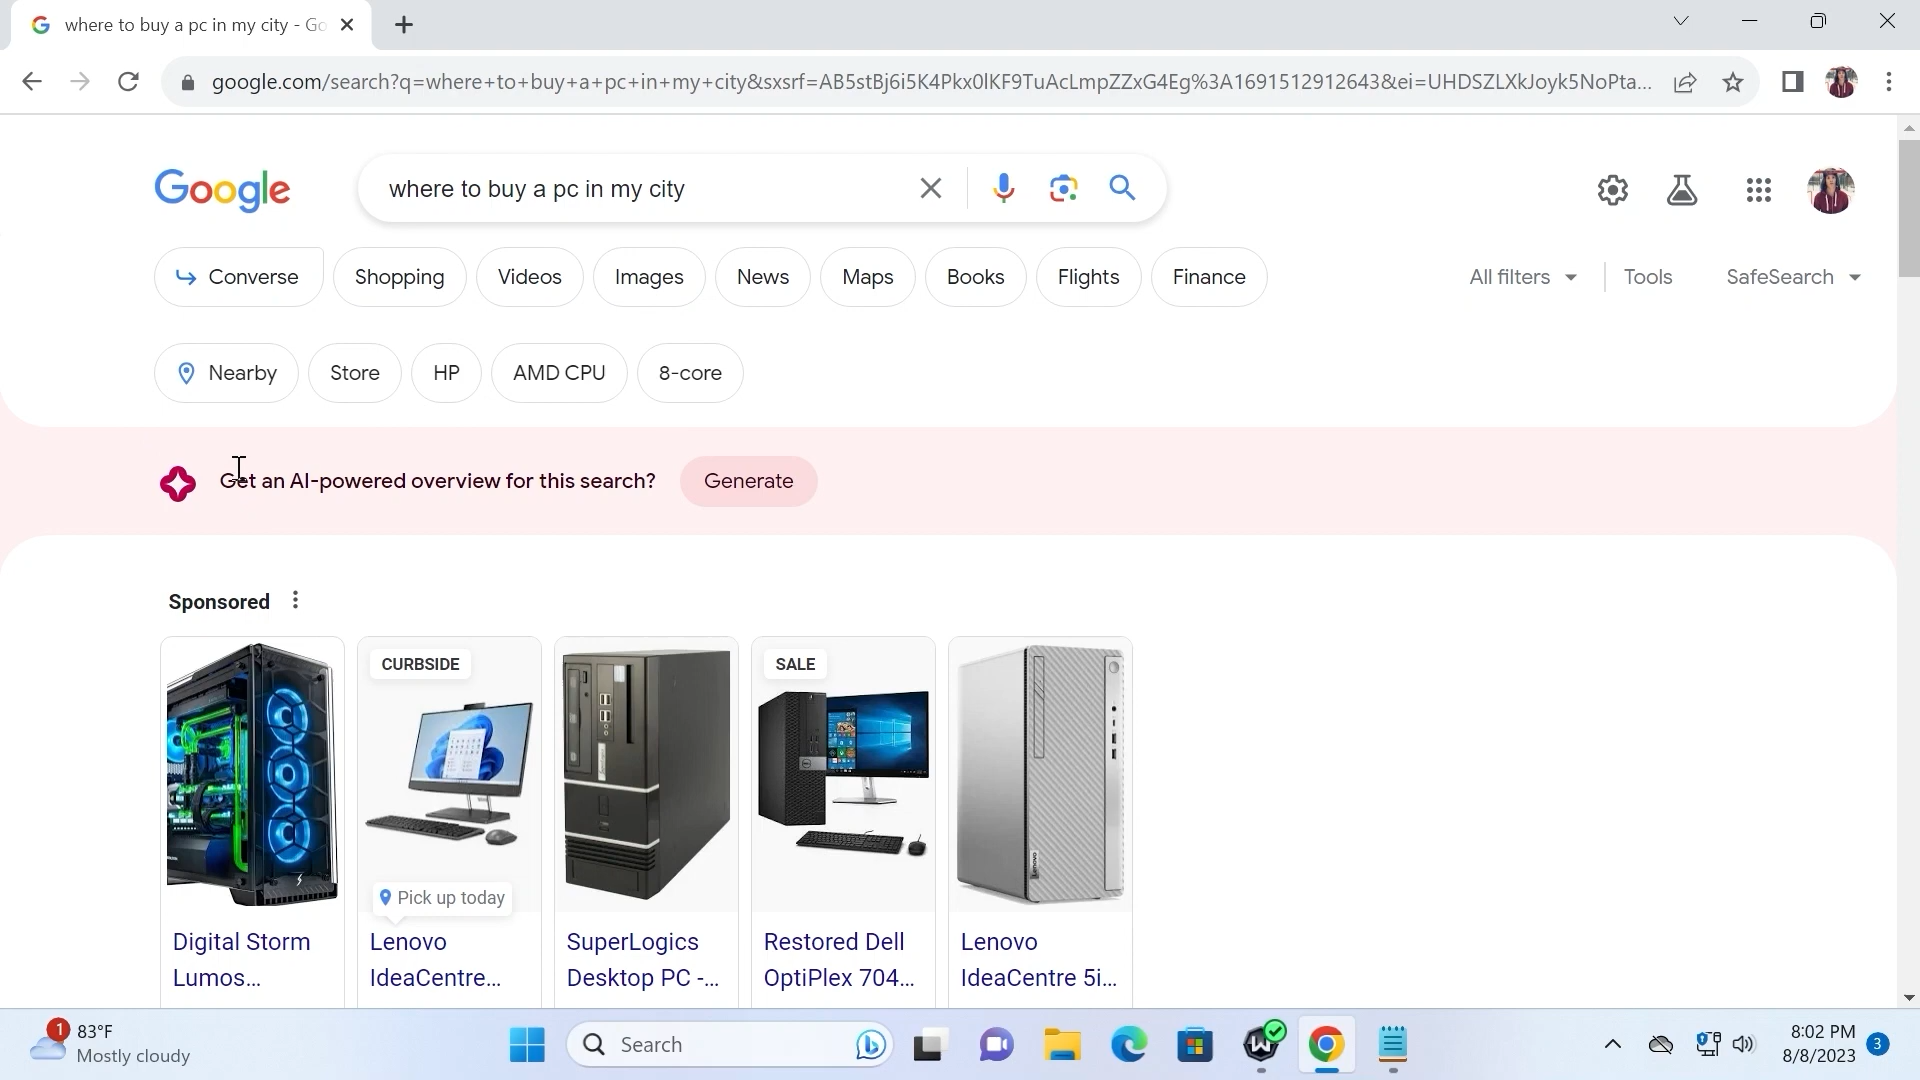 where to buy a pc in my city - Go
google.com/search?q=where+to+buy+a+pc+in+my+city&sxsrf=AB5stBj6i5K4Pkx0lKF9TuAcLmpZZxG4Eg%3A1691512912643&ei=UHDSZLXkJoyk5NoPta...
Google
where to buy a pc in my city
Converse Shopping Videos Images News Maps Books Flights Finance All filters Tools SafeSearch
Nearby Store HP AMD CPU 8-core
Get an AI-powered overview for this search? Generate
Sponsored
CURBSIDE
SALE
Pick up today
Digital Storm
Lumos...
Lenovo
IdeaCentre...
SuperLogics
Desktop PC -...
Restored Dell
OptiPlex 704...
Lenovo
IdeaCentre 5i...
1
83°F
Mostly cloudy
Search
8:02 PM
8/8/2023
3